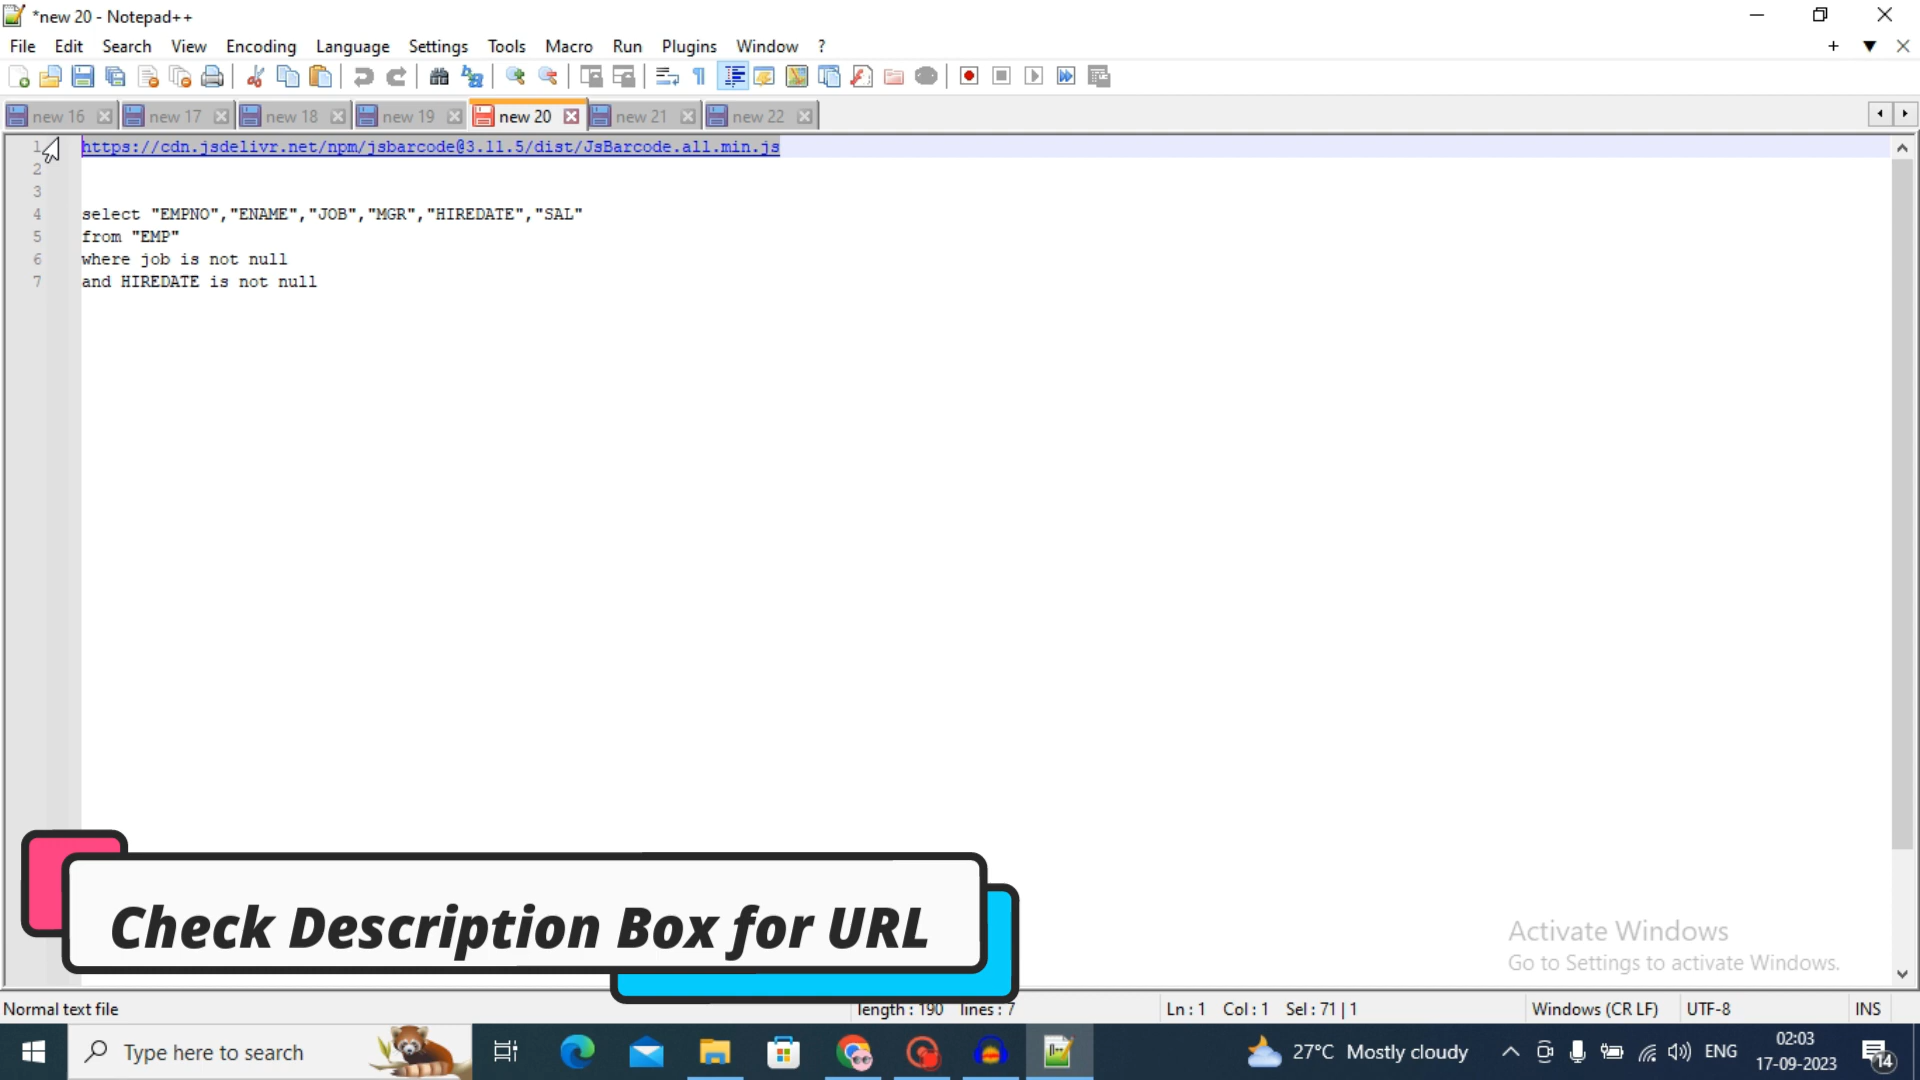 *new 20 - Notepad++
File Edit Search View Encoding Language Settings Tools Macro Run Plugins Window ?
new 16 new 17 new 18 new 19 new 20 new 21 new 22
1 https://cdn.jsdelivr.net/npm/jsbarcode@3.11.5/dist/JsBarcode.all.min.js
2
3
4 select "EMPNO","ENAME","JOB","MGR","HIREDATE","SAL"
5 from "EMP"
6 where job is not null
7 and HIREDATE is not null
Check Description Box for URL
Activate Windows
Go to Settings to activate Windows.
Normal text file length : 190 lines : 7 Ln : 1 Col : 1 Sel : 71 | 1 Windows (CR LF) UTF-8 INS
Type here to search 27°C Mostly cloudy ENG 02:03
17-09-2023 14